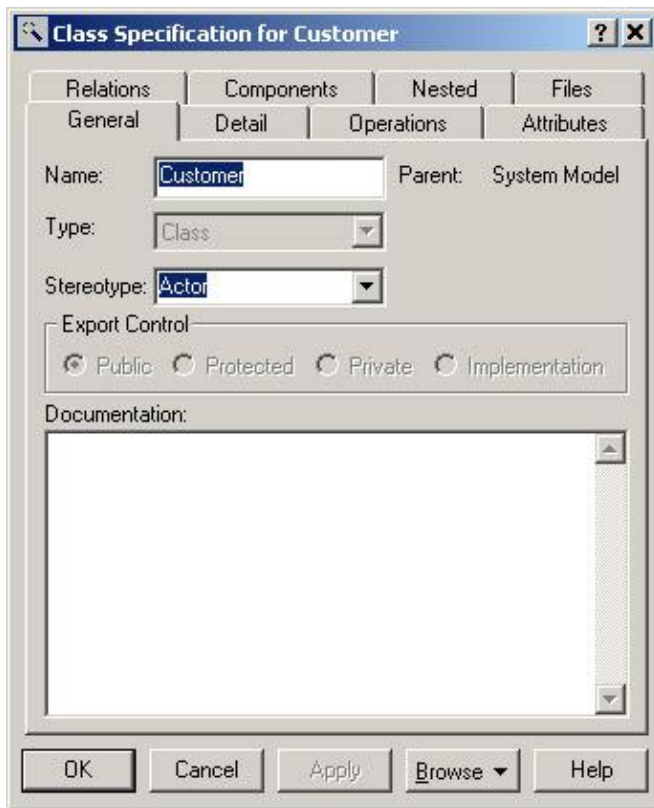 Class Specification for Customer
Relations Components Nested Files
General Detail Operations Attributes
Name: Customer Parent: System Model
Type: Class
Stereotype: Actor
Export Control
Public Protected Private Implementation
Documentation:
OK Cancel Apply Browse Help